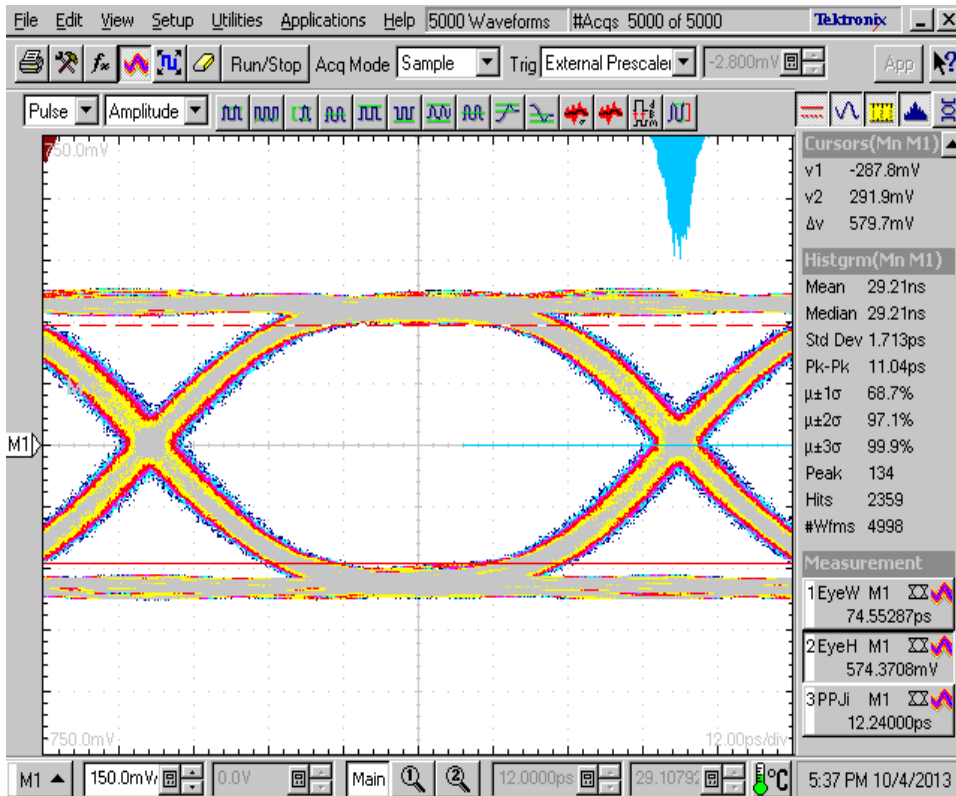 File Edit View Setup Utilities Applications Help 5000 Waveforms #Acqs 5000 of 5000 Tektronix
Run/Stop Acq Mode Sample Trig External Prescaler -2.800mV App
Pulse Amplitude
750.0mV
Cursors(Mn M1)
v1 -287.8mV
v2 291.9mV
Δv 579.7mV
Histgrm(Mn M1)
Mean 29.21ns
Median 29.21ns
Std Dev 1.713ps
Pk-Pk 11.04ps
μ±1σ 68.7%
μ±2σ 97.1%
μ±3σ 99.9%
Peak 134
Hits 2359
#Wfms 4998
M1
Measurement
1 EyeW M1
74.55287ps
2 EyeH M1
574.3708mV
3 PPJi M1
12.24000ps
-750.0mV 12.00ps/div
M1 150.0mV/ 0.0V Main 1 2 12.0000ps 29.10792 °C 5:37 PM 10/4/2013